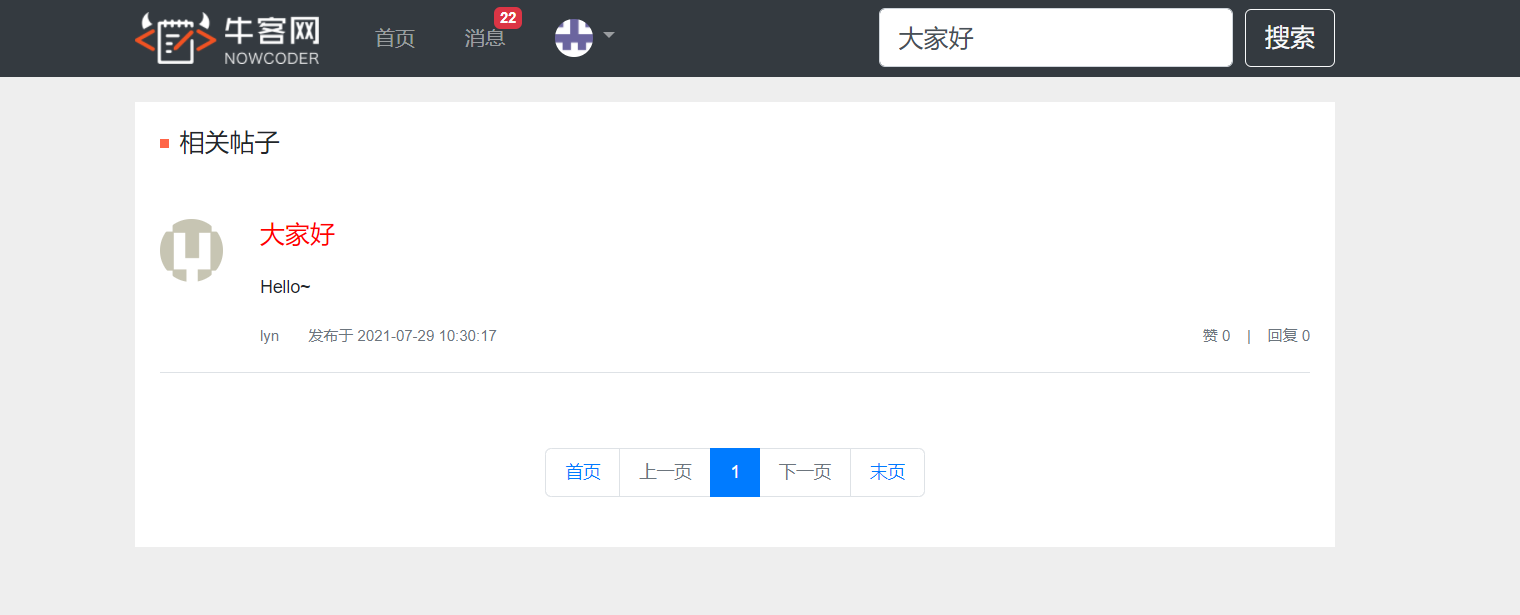 牛客网
NOWCODER
首页 消息 22 大家好 搜索
相关帖子
大家好
Hello~
lyn 发布于 2021-07-29 10:30:17 赞 0 | 回复 0
首页 上一页 1 下一页 末页